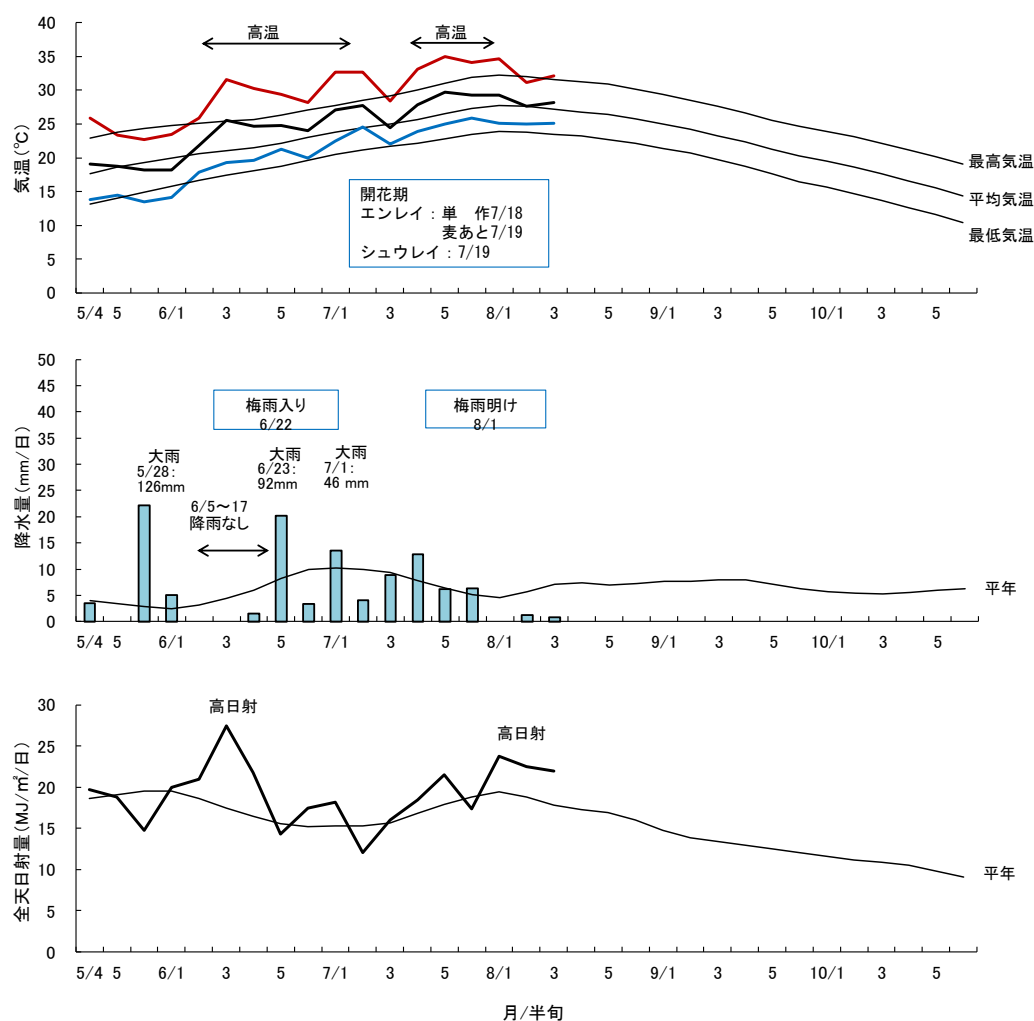 40
35
30
25
20
15
10
5
0
気温(℃)
高温
高温
開花期
エンレイ：単　作7/18
麦あと7/19
シュウレイ：7/19
最高気温
平均気温
最低気温
5/4 5 6/1 3 5 7/1 3 5 8/1 3 5 9/1 3 5 10/1 3 5
50
45
40
35
30
25
20
15
10
5
0
降水量(mm/日)
梅雨入り
6/22
梅雨明け
8/1
大雨
5/28：
126mm
6/5～17
降雨なし
大雨
6/23：
92mm
大雨
7/1：
46 mm
平年
5/4 5 6/1 3 5 7/1 3 5 8/1 3 5 9/1 3 5 10/1 3 5
30
25
20
15
10
5
0
全天日射量(MJ/㎡/日)
高日射
高日射
平年
5/4 5 6/1 3 5 7/1 3 5 8/1 3 5 9/1 3 5 10/1 3 5
月/半旬